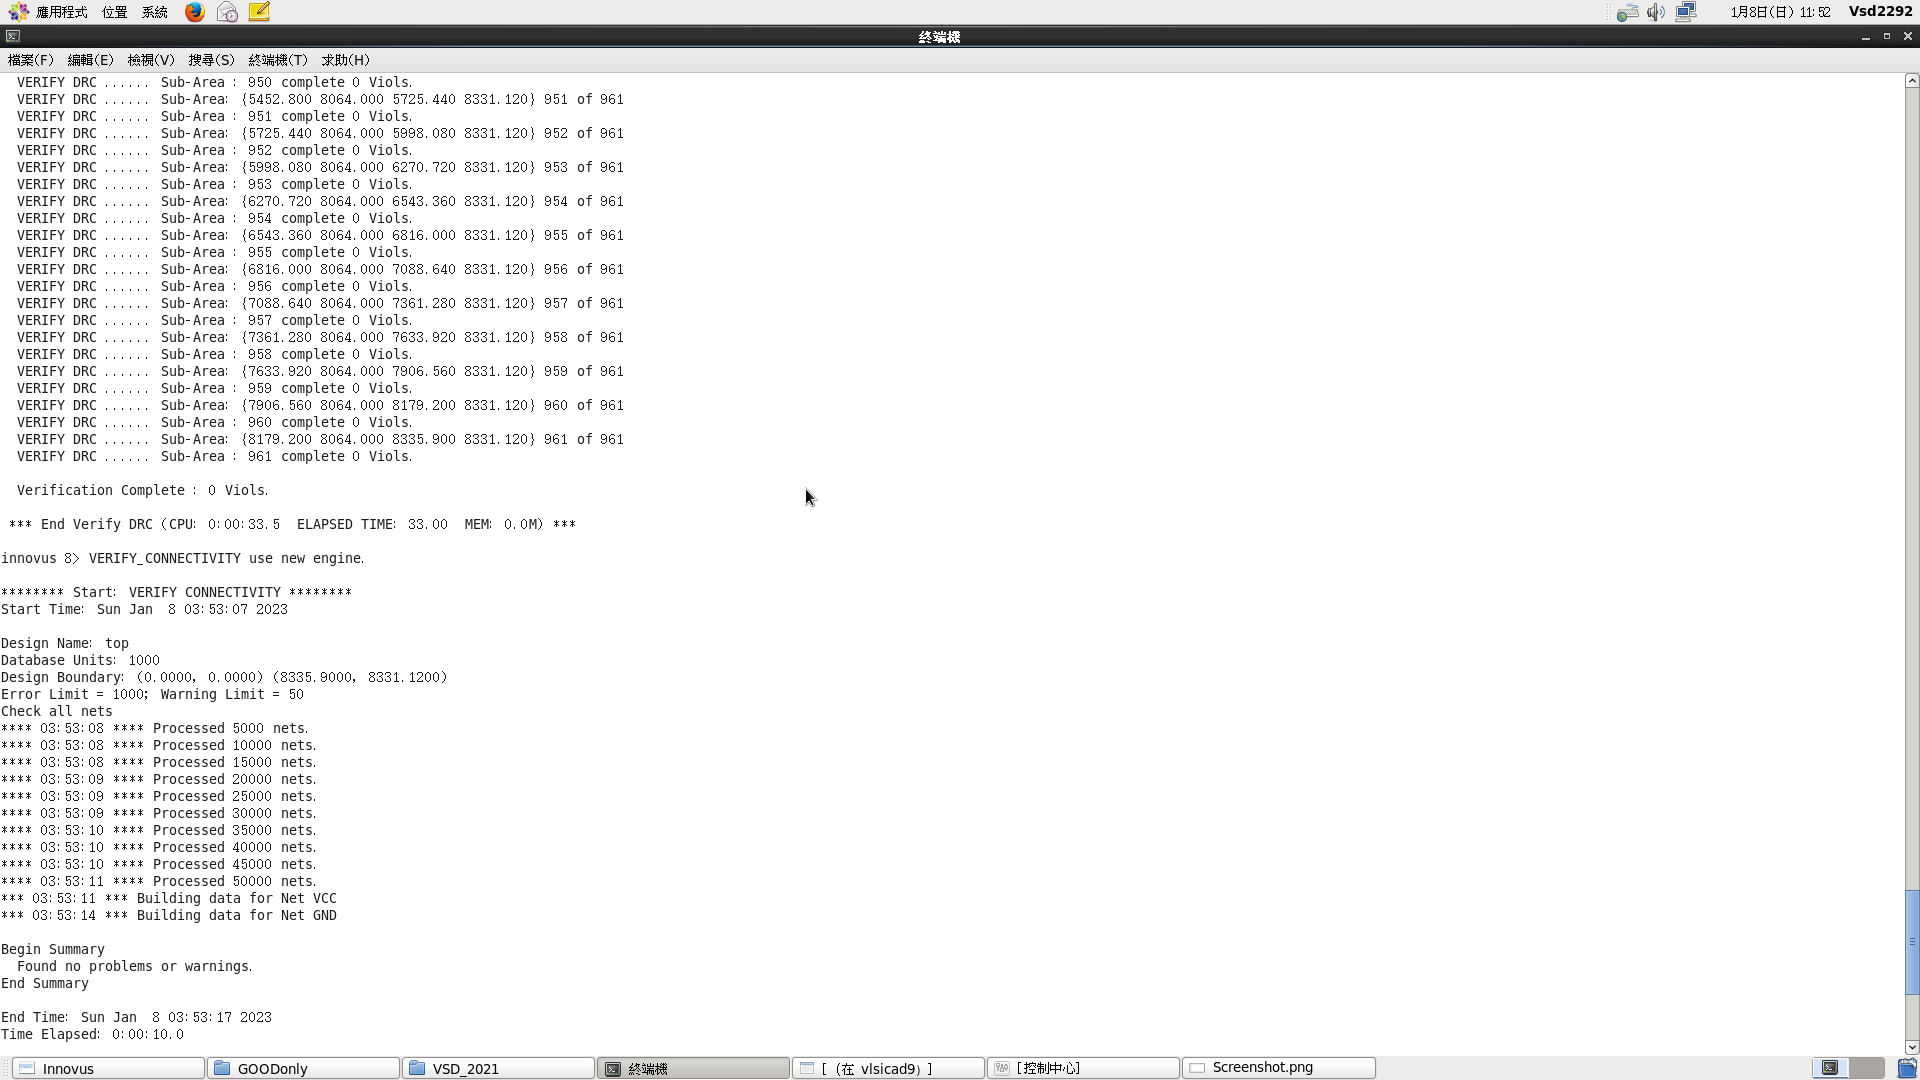 應用程式 位置 系統 1月8日(日) 11:52 Vsd2292
終端機
檔案(F) 編輯(E) 檢視(V) 搜尋(S) 終端機(T) 求助(H)
VERIFY DRC ...... Sub-Area : 950 complete 0 Viols.
VERIFY DRC ...... Sub-Area: {5452.800 8064.000 5725.440 8331.120} 951 of 961
VERIFY DRC ...... Sub-Area : 951 complete 0 Viols.
VERIFY DRC ...... Sub-Area: {5725.440 8064.000 5998.080 8331.120} 952 of 961
VERIFY DRC ...... Sub-Area : 952 complete 0 Viols.
VERIFY DRC ...... Sub-Area: {5998.080 8064.000 6270.720 8331.120} 953 of 961
VERIFY DRC ...... Sub-Area : 953 complete 0 Viols.
VERIFY DRC ...... Sub-Area: {6270.720 8064.000 6543.360 8331.120} 954 of 961
VERIFY DRC ...... Sub-Area : 954 complete 0 Viols.
VERIFY DRC ...... Sub-Area: {6543.360 8064.000 6816.000 8331.120} 955 of 961
VERIFY DRC ...... Sub-Area : 955 complete 0 Viols.
VERIFY DRC ...... Sub-Area: {6816.000 8064.000 7088.640 8331.120} 956 of 961
VERIFY DRC ...... Sub-Area : 956 complete 0 Viols.
VERIFY DRC ...... Sub-Area: {7088.640 8064.000 7361.280 8331.120} 957 of 961
VERIFY DRC ...... Sub-Area : 957 complete 0 Viols.
VERIFY DRC ...... Sub-Area: {7361.280 8064.000 7633.920 8331.120} 958 of 961
VERIFY DRC ...... Sub-Area : 958 complete 0 Viols.
VERIFY DRC ...... Sub-Area: {7633.920 8064.000 7906.560 8331.120} 959 of 961
VERIFY DRC ...... Sub-Area : 959 complete 0 Viols.
VERIFY DRC ...... Sub-Area: {7906.560 8064.000 8179.200 8331.120} 960 of 961
VERIFY DRC ...... Sub-Area : 960 complete 0 Viols.
VERIFY DRC ...... Sub-Area: {8179.200 8064.000 8335.900 8331.120} 961 of 961
VERIFY DRC ...... Sub-Area : 961 complete 0 Viols.
Verification Complete : 0 Viols.
*** End Verify DRC (CPU: 0:00:33.5 ELAPSED TIME: 33.00 MEM: 0.0M) ***
innovus 8> VERIFY_CONNECTIVITY use new engine.
******** Start: VERIFY CONNECTIVITY ********
Start Time: Sun Jan 8 03:53:07 2023
Design Name: top
Database Units: 1000
Design Boundary: (0.0000, 0.0000) (8335.9000, 8331.1200)
Error Limit = 1000; Warning Limit = 50
Check all nets
**** 03:53:08 **** Processed 5000 nets.
**** 03:53:08 **** Processed 10000 nets.
**** 03:53:08 **** Processed 15000 nets.
**** 03:53:09 **** Processed 20000 nets.
**** 03:53:09 **** Processed 25000 nets.
**** 03:53:09 **** Processed 30000 nets.
**** 03:53:10 **** Processed 35000 nets.
**** 03:53:10 **** Processed 40000 nets.
**** 03:53:10 **** Processed 45000 nets.
**** 03:53:11 **** Processed 50000 nets.
*** 03:53:11 *** Building data for Net VCC
*** 03:53:14 *** Building data for Net GND
Begin Summary
Found no problems or warnings.
End Summary
End Time: Sun Jan 8 03:53:17 2023
Time Elapsed: 0:00:10.0
Innovus GOODonly VSD_2021 終端機 [ (在 vlsicad9) ] [控制中心] Screenshot.png